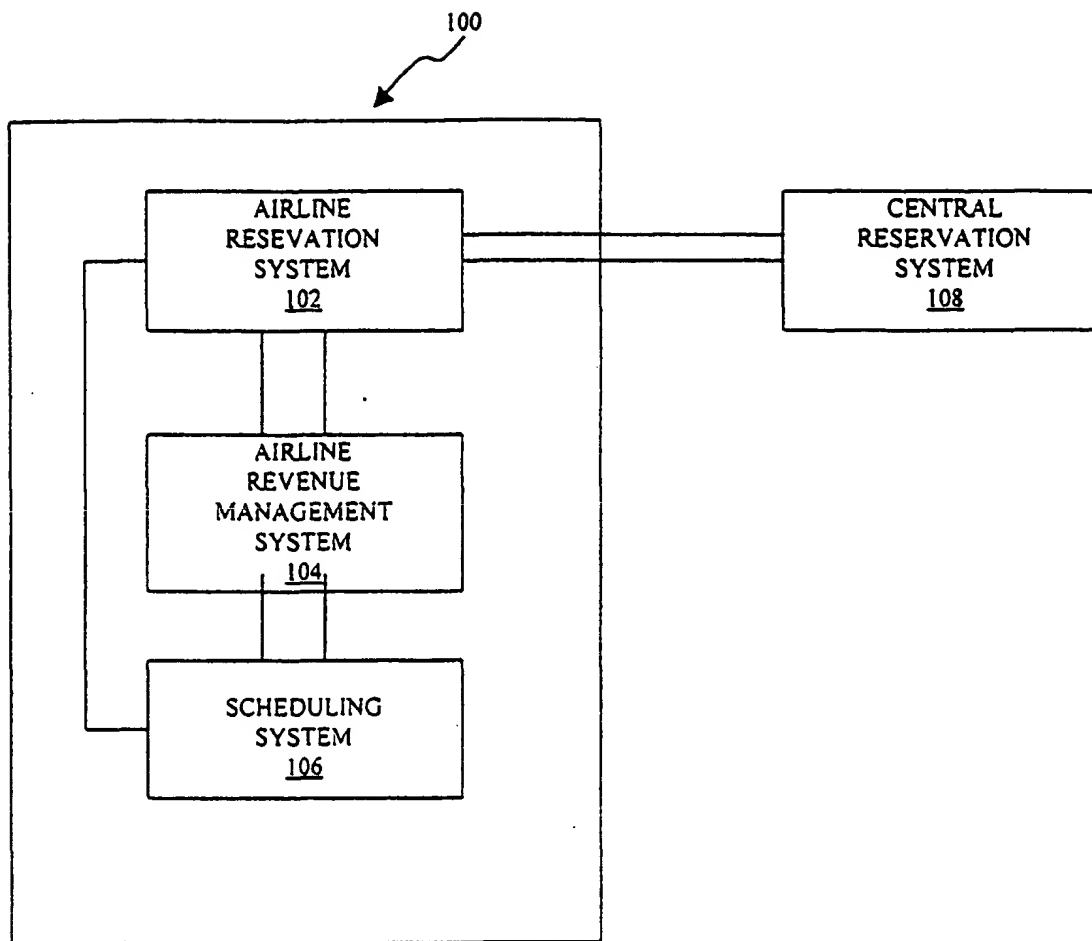 100
AIRLINE
RESEVATION
SYSTEM
102
CENTRAL
RESERVATION
SYSTEM
108
AIRLINE
REVENUE
MANAGEMENT
SYSTEM
104
SCHEDULING
SYSTEM
106